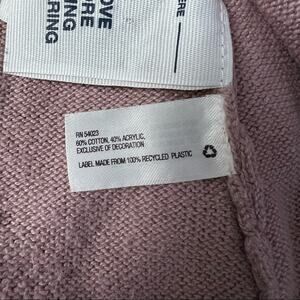 ERE
OVE
RE
ING
RING
RN 54023
60% COTTON, 40% ACRYLIC,
EXCLUSIVE OF DECORATION
LABEL MADE FROM 100% RECYCLED PLASTIC